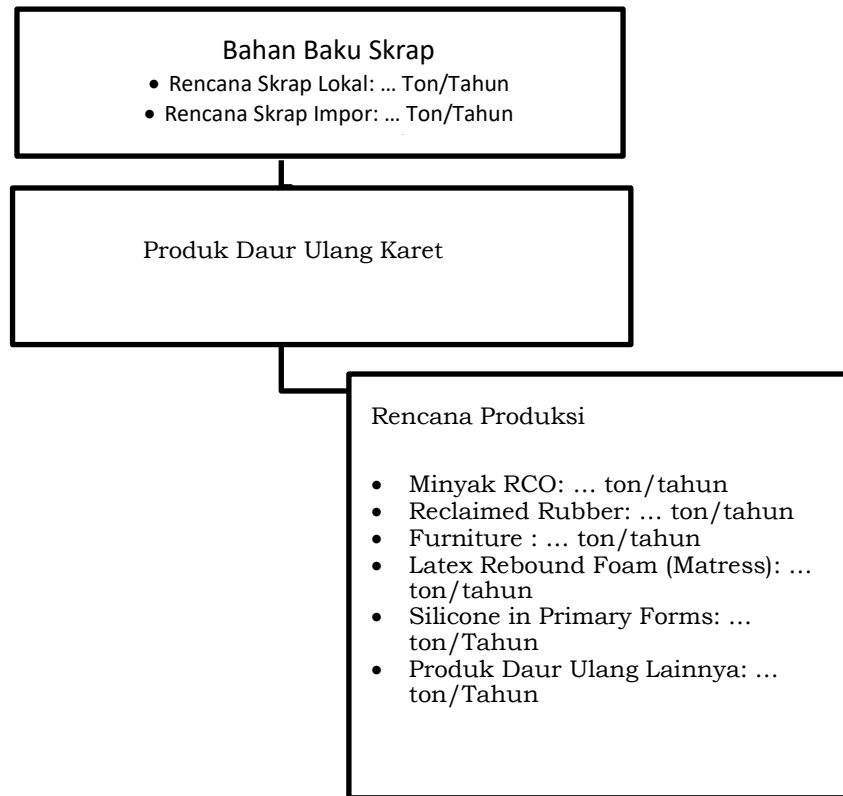 Bahan Baku Skrap
• Rencana Skrap Lokal: ... Ton/Tahun
• Rencana Skrap Impor: ... Ton/Tahun
Produk Daur Ulang Karet
Rencana Produksi
• Minyak RCO: ... ton/tahun
• Reclaimed Rubber: ... ton/tahun
• Furniture : ... ton/tahun
• Latex Rebound Foam (Matress): ...
ton/tahun
• Silicone in Primary Forms: ...
ton/Tahun
• Produk Daur Ulang Lainnya: ...
ton/Tahun